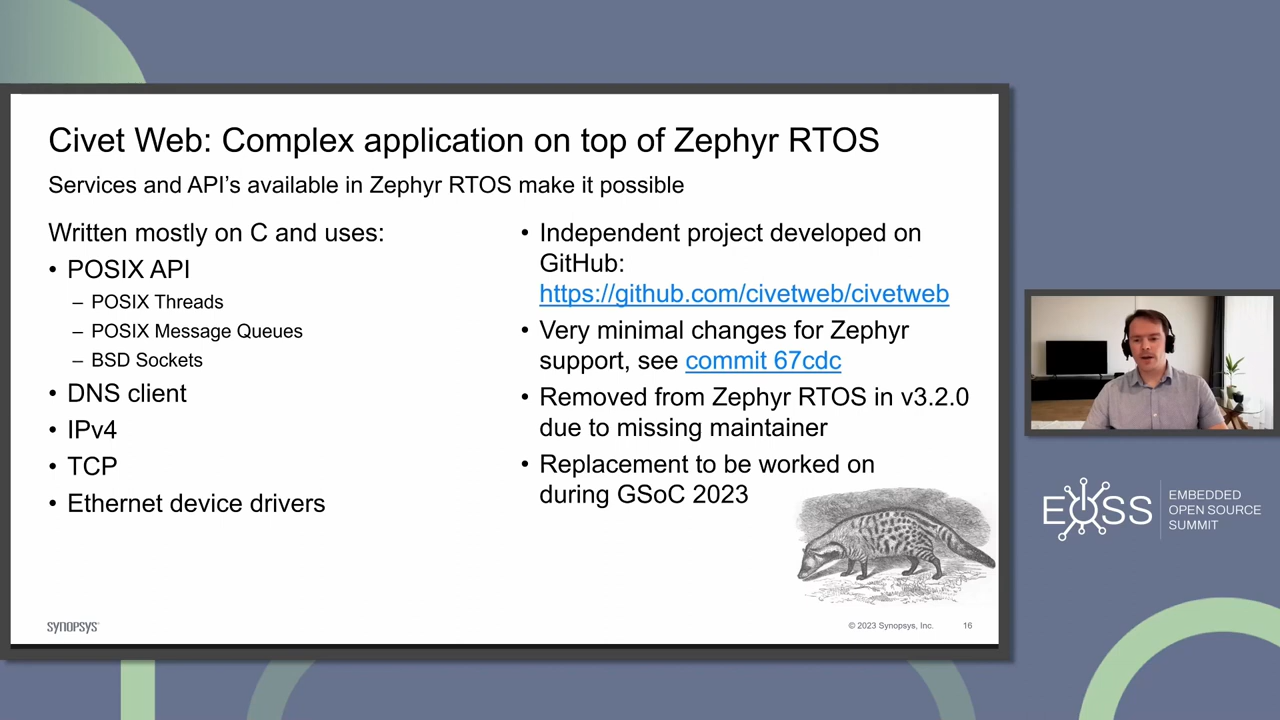 Civet Web: Complex application on top of Zephyr RTOS
Services and API's available in Zephyr RTOS make it possible
Written mostly on C and uses:
• POSIX API
– POSIX Threads
– POSIX Message Queues
– BSD Sockets
• DNS client
• IPv4
• TCP
• Ethernet device drivers
• Independent project developed on
GitHub:
https://github.com/civetweb/civetweb
• Very minimal changes for Zephyr
support, see commit 67cdc
• Removed from Zephyr RTOS in v3.2.0
due to missing maintainer
• Replacement to be worked on
during GSoC 2023
SYNOPSYS
© 2023 Synopsys, Inc.
16
EOSS
EMBEDDED
OPEN SOURCE
SUMMIT